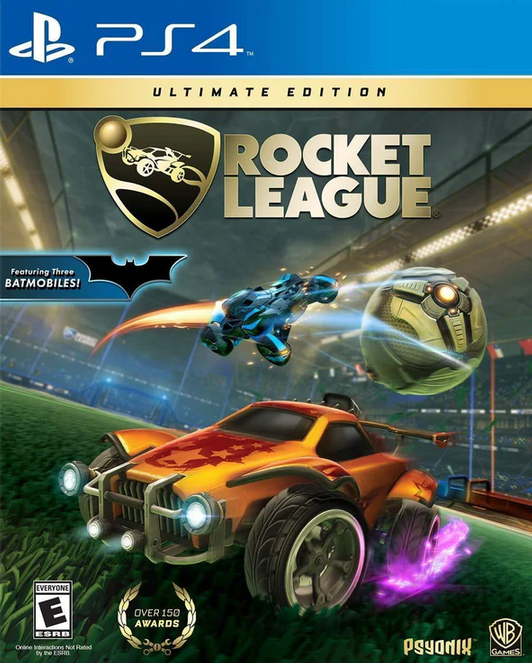 PS4™
ULTIMATE EDITION
ROCKET
LEAGUE®
Featuring Three
BATMOBILES!
EVERYONE
E
ESRB
Online Interactions Not Rated
by the ESRB
OVER 150
AWARDS
PSYONIX
WB
GAMES